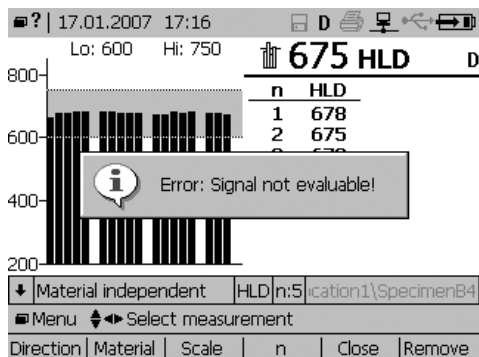 ? 17.01.2007 17:16 D
Lo: 600 Hi: 750
675 HLD D
n HLD
1 678
2 675
800
600
400
200
Error: Signal not evaluable!
Material independent HLD n:5 ication1\SpecimenB4
Menu Select measurement
Direction Material Scale n Close Remove